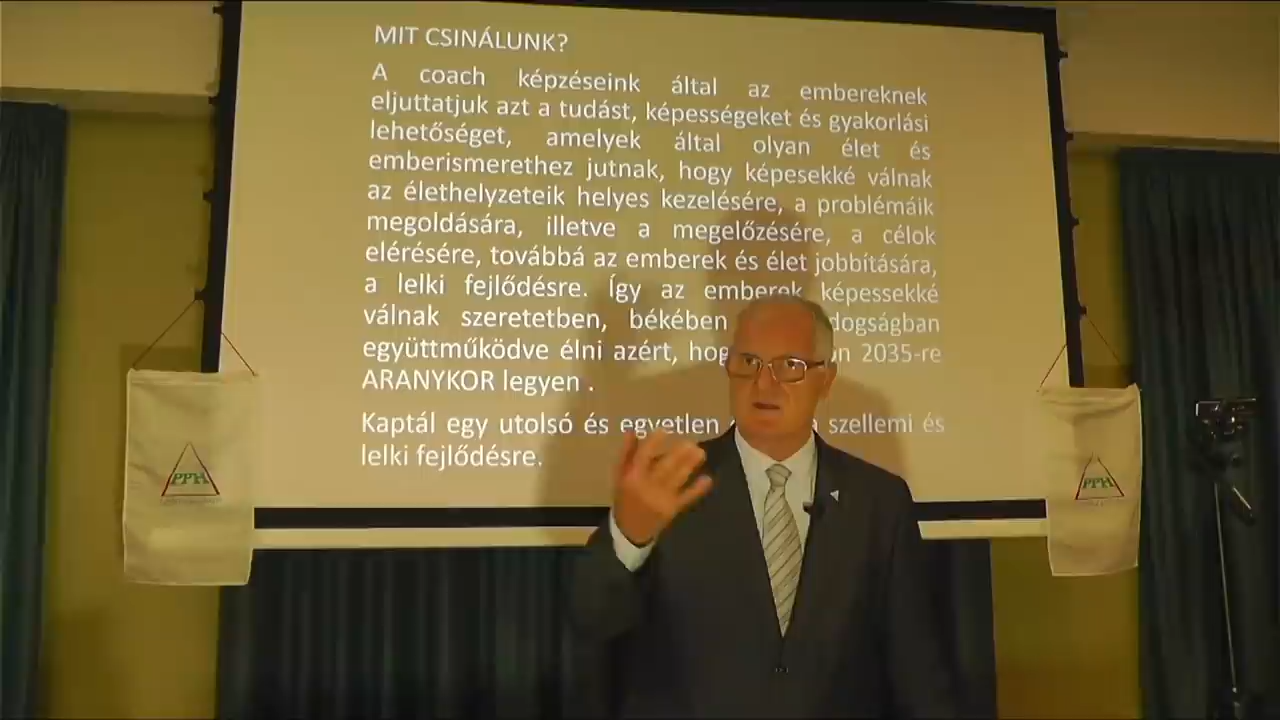 MIT CSINÁLUNK?
A coach képzéseink által az embereknek
eljuttatjuk azt a tudást, képességeket és gyakorlási
lehetőséget, amelyek által olyan élet és
emberismerethez jutnak, hogy képesekké válnak
az élethelyzeteik helyes kezelésére, a problémáik
megoldására, illetve a megelőzésére, a célok
elérésére, továbbá az emberek és élet jobbítására,
a lelki fejlődésre. Így az emberek képessekké
válnak szeretetben, békében dogságban
együttműködve élni azért, hog n 2035-re
ARANYKOR legyen .
Kaptál egy utolsó és egyetlen a szellemi és
lelki fejlődésre.
PPH
PPH